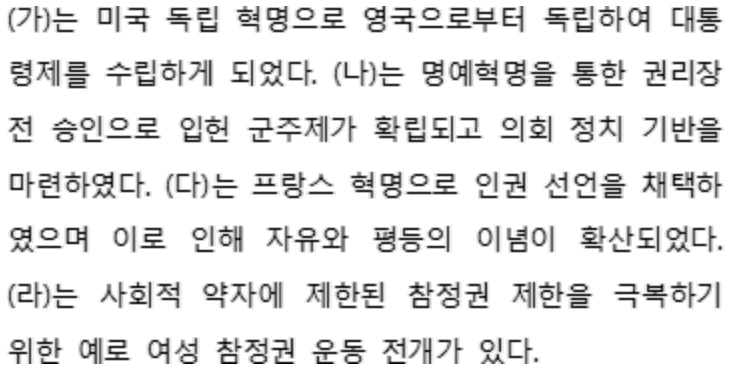 (가)는 미국 독립 혁명으로 영국으로부터 독립하여 대통
령제를 수립하게 되었다. (나)는 명예혁명을 통한 권리장
전 승인으로 입헌 군주제가 확립되고 의회 정치 기반을
마련하였다. (다)는 프랑스 혁명으로 인권 선언을 채택하
였으며 이로 인해 자유와 평등의 이념이 확산되었다.
(라)는 사회적 약자에 제한된 참정권 제한을 극복하기
위한 예로 여성 참정권 운동 전개가 있다.